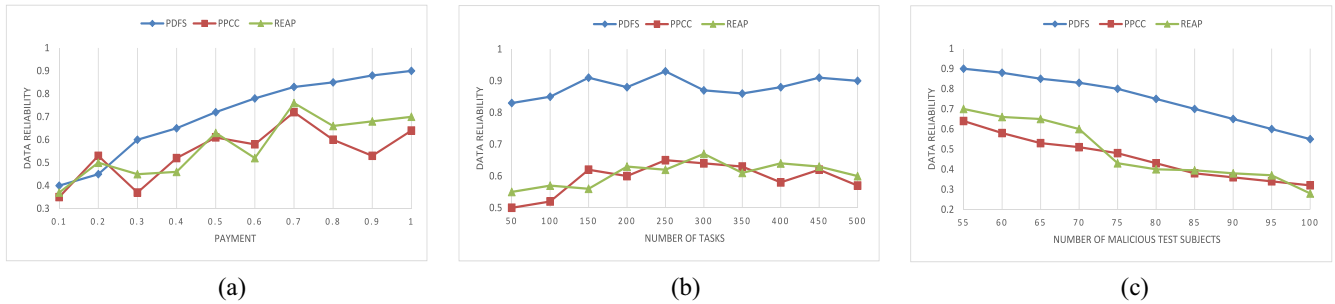 PDFS PPCC REAP
DATA RELIABILITY
1
0.9
0.8
0.7
0.6
0.5
0.4
0.3
0.1 0.2 0.3 0.4 0.5 0.6 0.7 0.8 0.9 1
PAYMENT
(a)
PDFS PPCC REAP
DATA RELIABILITY
1
0.9
0.8
0.7
0.6
0.5
50 100 150 200 250 300 350 400 450 500
NUMBER OF TASKS
(b)
PDFS PPCC REAP
DATA RELIABILITY
1
0.9
0.8
0.7
0.6
0.5
0.4
0.3
0.2
55 60 65 70 75 80 85 90 95 100
NUMBER OF MALICIOUS TEST SUBJECTS
(c)